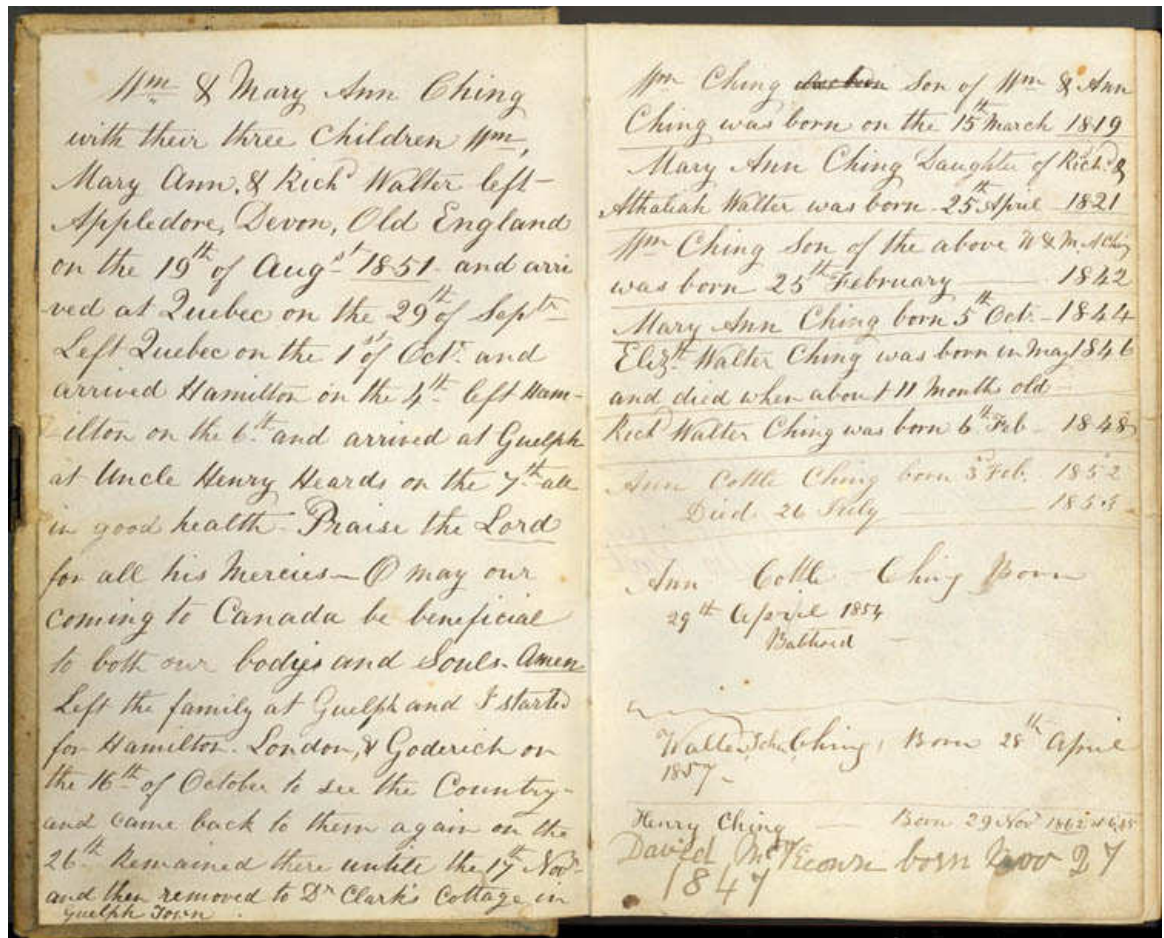 Wm & Mary Ann Ching
with their three Children Wm,
Mary Ann, & Richd Walter left
Appledore, Devon, Old England
on the 19th of Augst 1851 - and arri
ved at Quebec on the 29th of Septr
Left Quebec on the 1st of Octr and
arrived Hamilton on the 4th left Ham-
ilton on the 6th and arrived at Guelph
at Uncle Henry Heards on the 7th all
in good health - Praise the Lord
for all his Mercies - O may our
coming to Canada be beneficial
to both our bodys and Souls - Amen
Left the family at Guelph and I started
for Hamilton - London, & Goderich on
the 16th of October to see the Country -
and came back to them again on the
26th Remained there untill the 17th Novr
and then removed to Dr Clark's Cottage in
Guelph Town
Wm Ching Son of Wm & Ann
Ching was born on the 15th March 1819
Mary Ann Ching Daughter of Richd &
Athaliah Walter was born 25th April 1821
Wm Ching Son of the above W & M. A Ching
was born 25th February 1842
Mary Ann Ching born 5th Oct. - 1844
Elizth Walter Ching was born in May 1846
and died when about 11 Months old
Richd Walter Ching was born 6th Feb 1848
Ann Cottle Ching born 3d Feb. 1852
Died 26 July 1853
Ann Cottle Ching Born
29th April 1854
Walter John Ching, Born 28th April
1857 -
Henry Ching Born 29 Novr 1862
David born Nov 27
1847